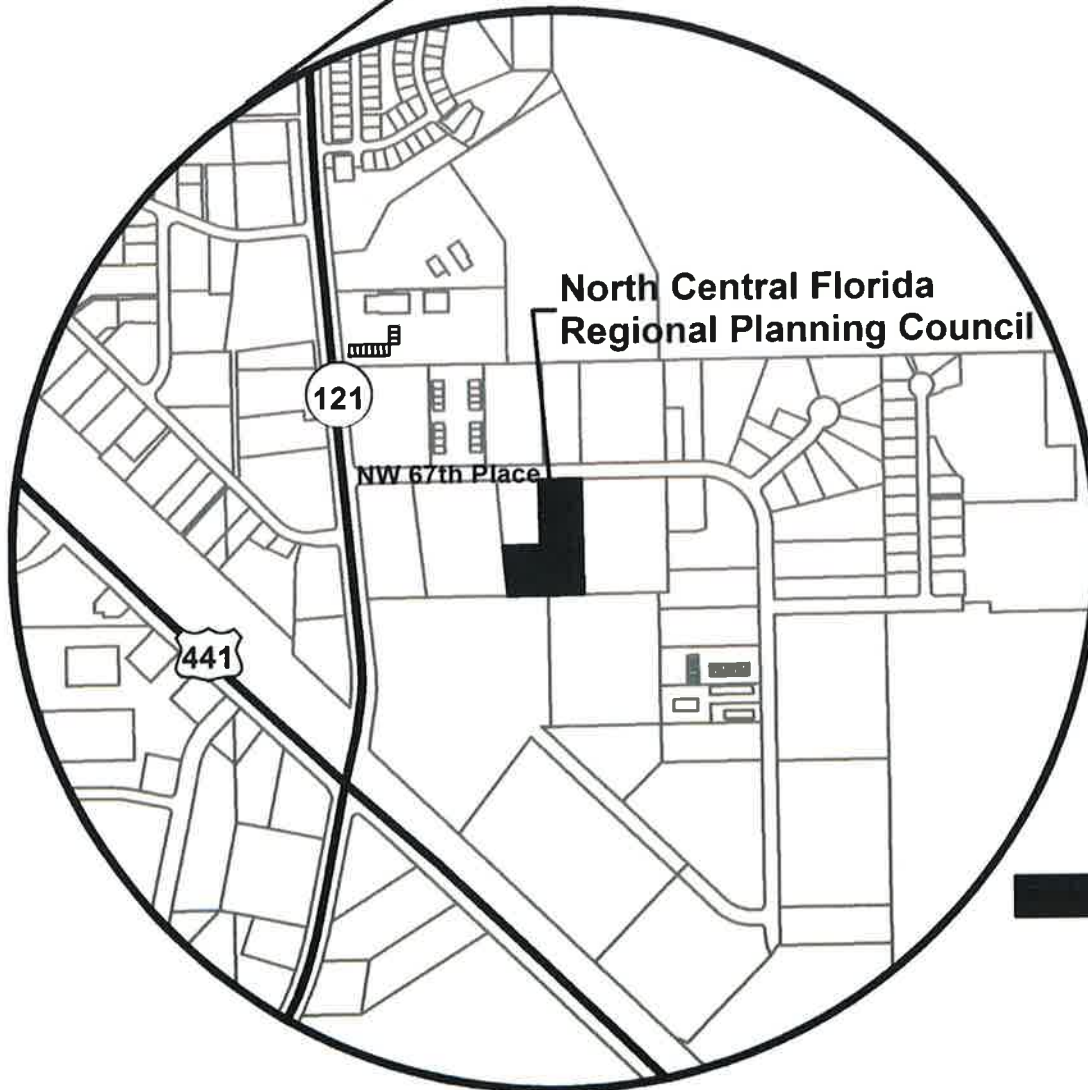 North Central Florida
Regional Planning Council
121
NW 67th Place
441